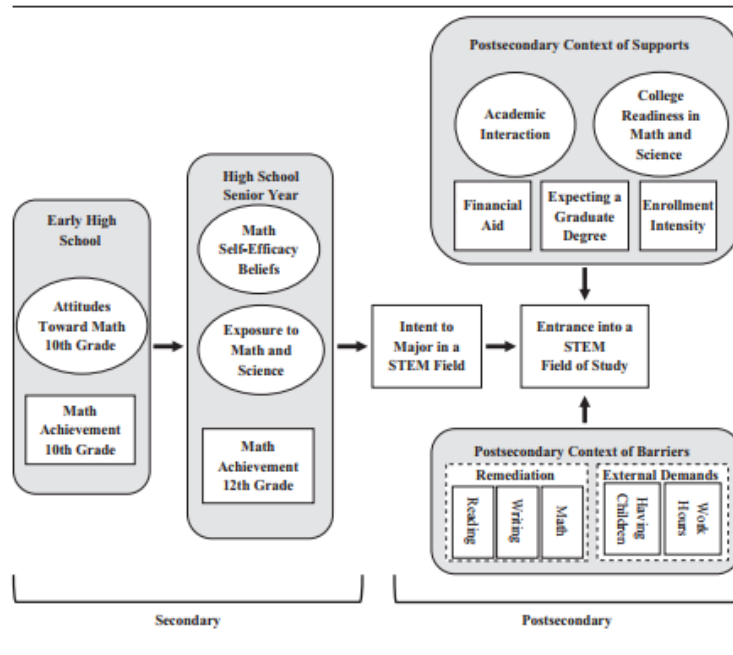 Postsecondary Context of Supports
Academic
Interaction
College
Readiness in
Math and
Science
Financial
Aid
Expecting a
Graduate
Degree
Enrollment
Intensity
High School
Senior Year
Math
Self-Efficacy
Beliefs
Exposure to
Math and
Science
Math
Achievement
12th Grade
Early High
School
Attitudes
Toward Math
10th Grade
Math
Achievement
10th Grade
Intent to
Major in a
STEM Field
Entrance into a
STEM
Field of Study
Postsecondary Context of Barriers
Remediation
Reading
Writing
Math
External Demands
Having
Children
Work
Hours
Secondary
Postsecondary